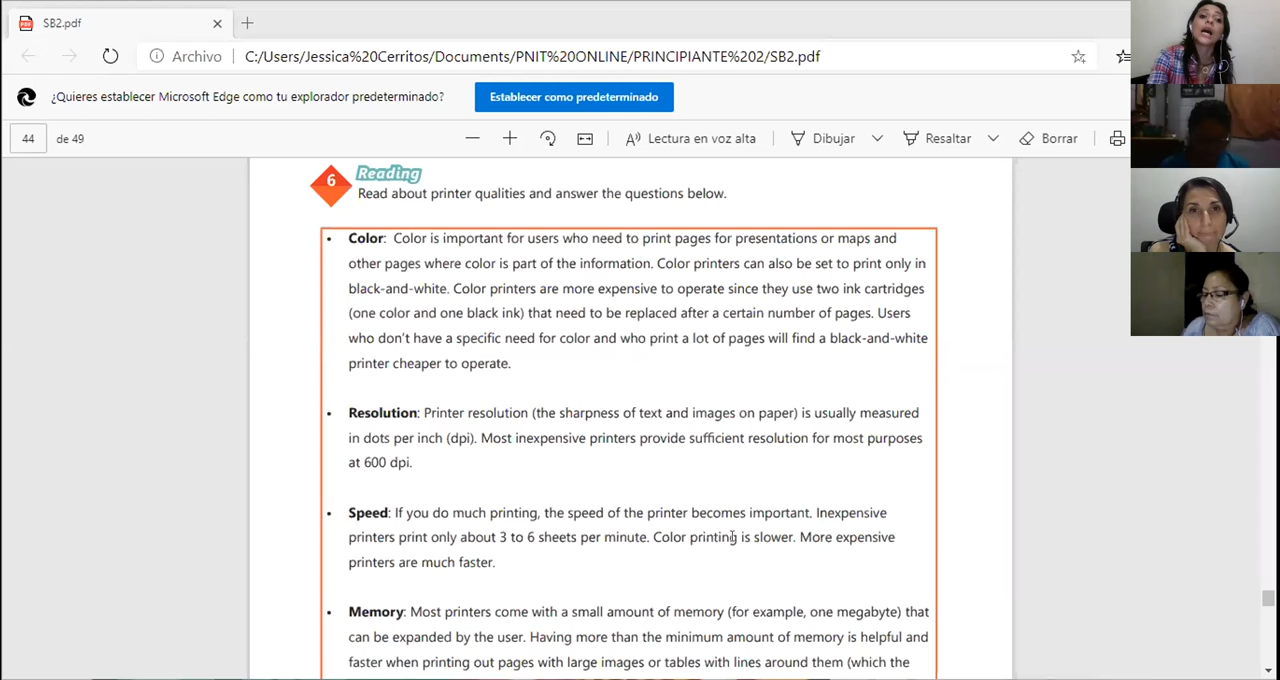 SB2.pdf
Archivo C:/Users/Jessica%20Cerritos/Documents/PNIT%20ONLINE/PRINCIPIANTE%202/SB2.pdf
¿Quieres establecer Microsoft Edge como tu explorador predeterminado? Establecer como predeterminado
44 de 49 Lectura en voz alta Dibujar Resaltar Borrar
6 Reading
Read about printer qualities and answer the questions below.
• Color: Color is important for users who need to print pages for presentations or maps and
other pages where color is part of the information. Color printers can also be set to print only in
black-and-white. Color printers are more expensive to operate since they use two ink cartridges
(one color and one black ink) that need to be replaced after a certain number of pages. Users
who don't have a specific need for color and who print a lot of pages will find a black-and-white
printer cheaper to operate.
• Resolution: Printer resolution (the sharpness of text and images on paper) is usually measured
in dots per inch (dpi). Most inexpensive printers provide sufficient resolution for most purposes
at 600 dpi.
• Speed: If you do much printing, the speed of the printer becomes important. Inexpensive
printers print only about 3 to 6 sheets per minute. Color printing is slower. More expensive
printers are much faster.
• Memory: Most printers come with a small amount of memory (for example, one megabyte) that
can be expanded by the user. Having more than the minimum amount of memory is helpful and
faster when printing out pages with large images or tables with lines around them (which the